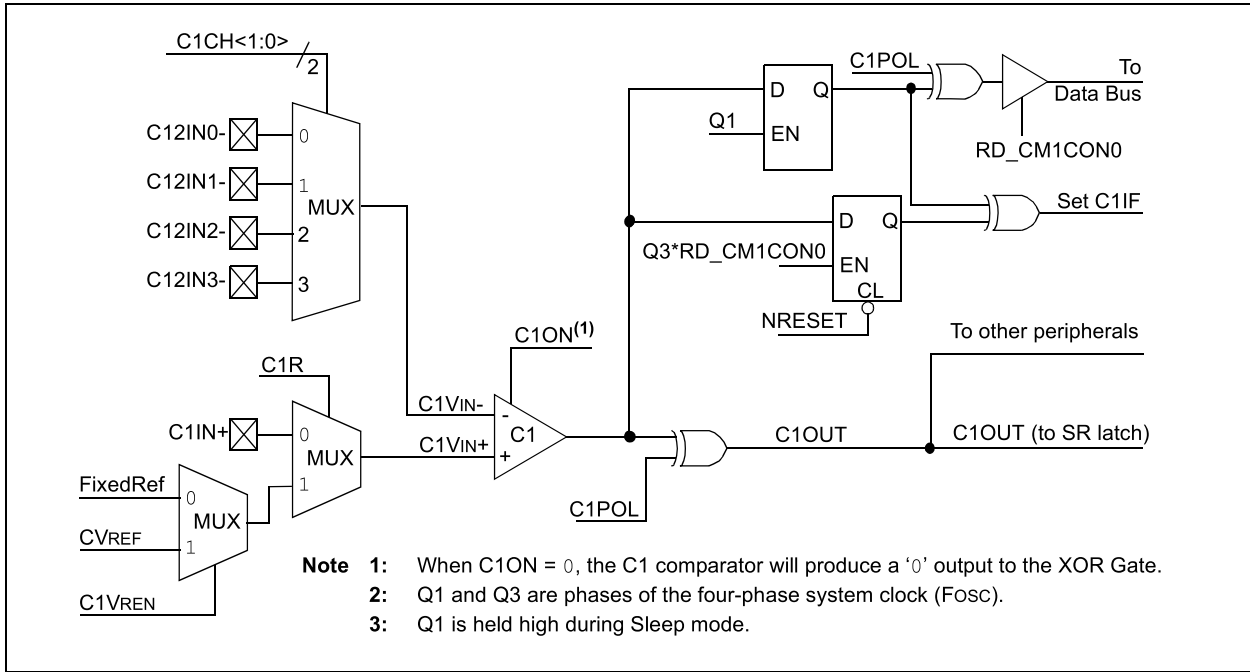 C1CH<1:0>
2
C12IN0-
0
C12IN1-
1
MUX
C12IN2-
2
C12IN3-
3
C1POL
To
Data Bus
RD_CM1CON0
D Q
Q1
EN
D Q
Q3*RD_CM1CON0
EN
CL
NRESET
Set C1IF
To other peripherals
C1ON(1)
C1R
C1IN+
0
MUX
1
C1VIN-
-
C1
C1VIN+
+
C1OUT
C1OUT (to SR latch)
C1POL
FixedRef
0
MUX
CVREF
1
C1VREN
Note 1: When C1ON = 0, the C1 comparator will produce a ‘0’ output to the XOR Gate.
2: Q1 and Q3 are phases of the four-phase system clock (FOSC).
3: Q1 is held high during Sleep mode.